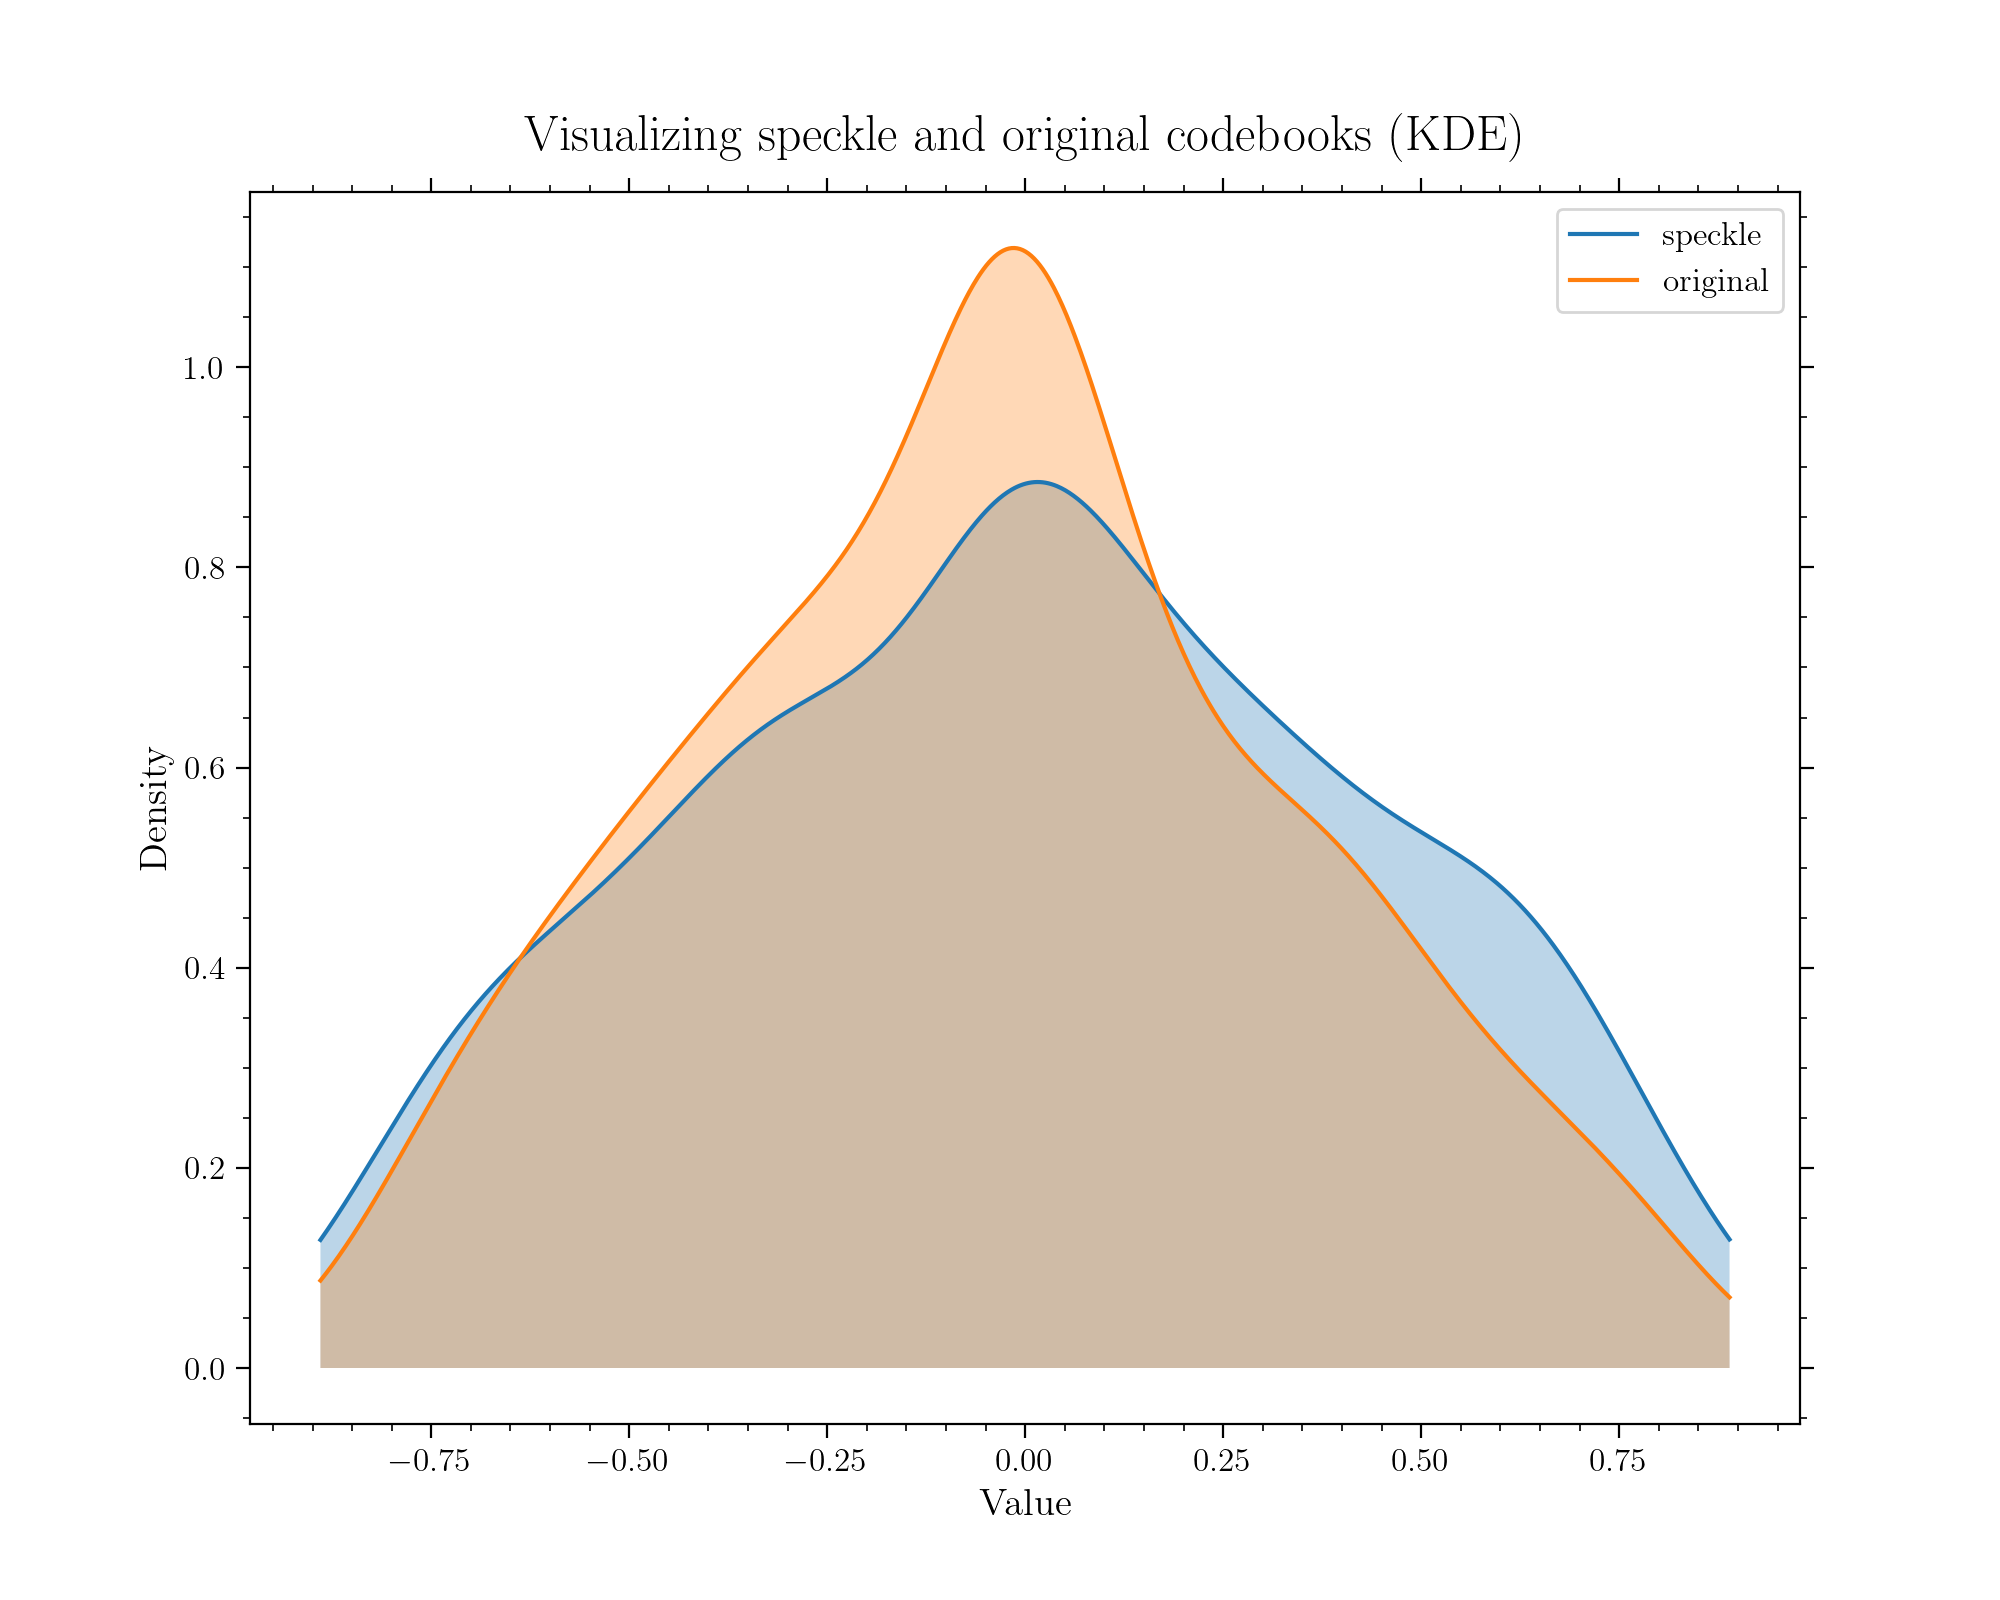 Visualizing speckle and original codebooks (KDE)
speckle
original
1.0
0.8
0.6
0.4
0.2
0.0
Density
−0.75 −0.50 −0.25 0.00 0.25 0.50 0.75
Value